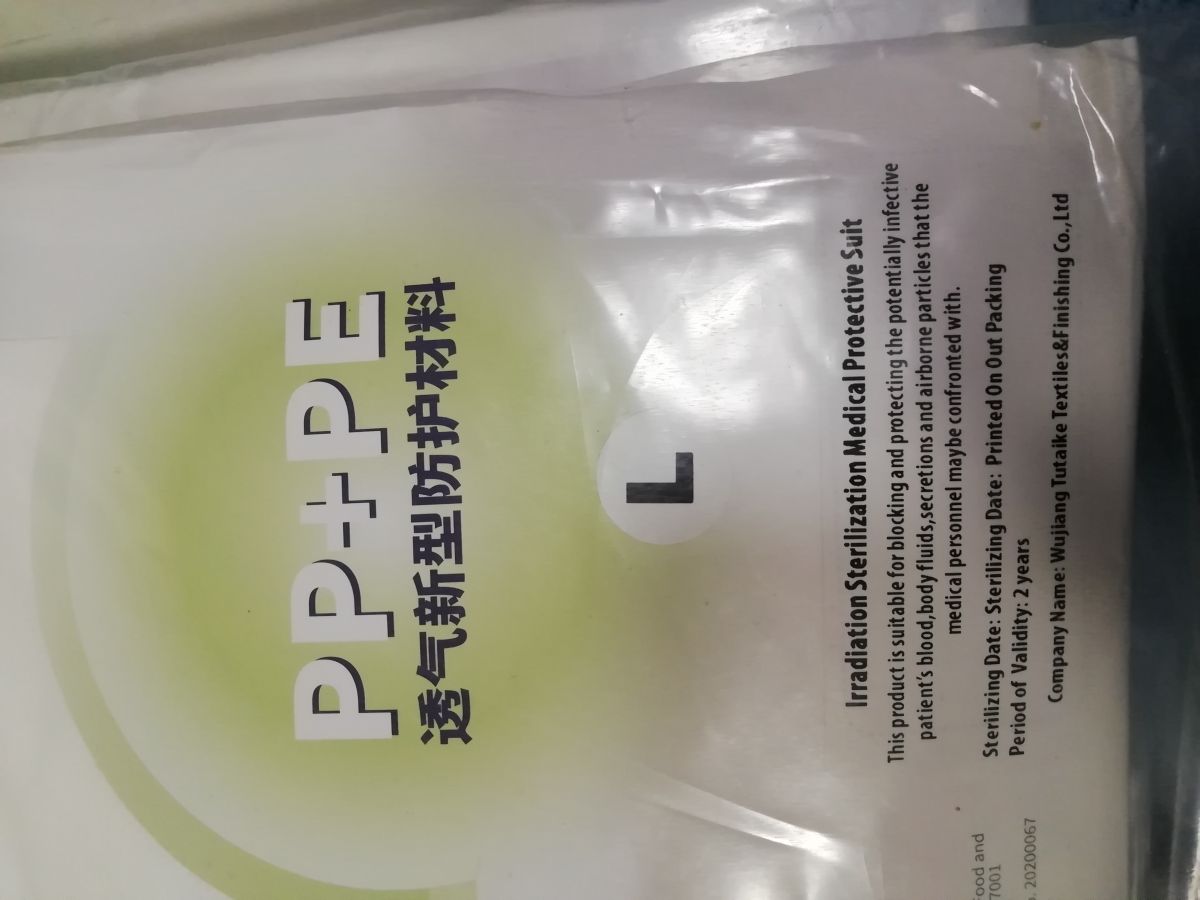 PP+PE
透气新型防护材料
L
Irradiation Sterilization Medical Protective Suit
This product is suitable for blocking and protecting the potentially infective
patient's blood,body fluids,secretions and airborne particles that the
medical personnel maybe confronted with.
Sterilizing Date: Sterilizing Date: Printed On Out Packing
Period of Validity: 2 years
Company Name: Wujiang Tutaike Textiles&Finishing Co.,Ltd
Food and
7001
. 20200067